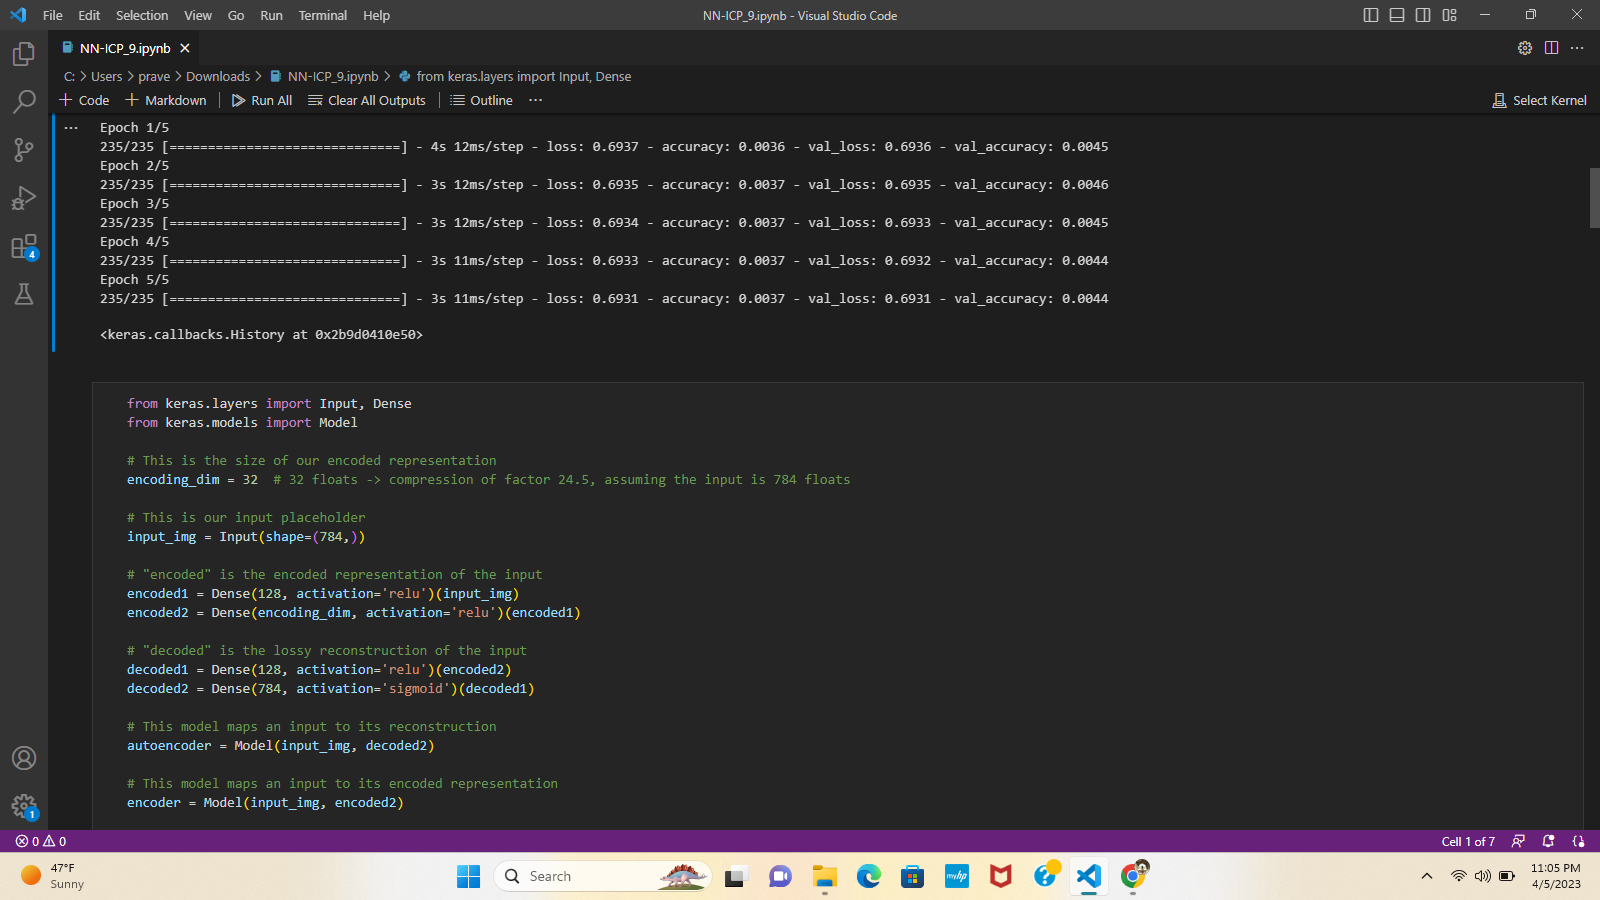 File Edit Selection View Go Run Terminal Help NN-ICP_9.ipynb - Visual Studio Code
NN-ICP_9.ipynb
C: > Users > prave > Downloads > NN-ICP_9.ipynb > from keras.layers import Input, Dense
+ Code + Markdown Run All Clear All Outputs Outline ... Select Kernel
... Epoch 1/5
235/235 [==============================] - 4s 12ms/step - loss: 0.6937 - accuracy: 0.0036 - val_loss: 0.6936 - val_accuracy: 0.0045
Epoch 2/5
235/235 [==============================] - 3s 12ms/step - loss: 0.6935 - accuracy: 0.0037 - val_loss: 0.6935 - val_accuracy: 0.0046
Epoch 3/5
235/235 [==============================] - 3s 12ms/step - loss: 0.6934 - accuracy: 0.0037 - val_loss: 0.6933 - val_accuracy: 0.0045
Epoch 4/5
235/235 [==============================] - 3s 11ms/step - loss: 0.6933 - accuracy: 0.0037 - val_loss: 0.6932 - val_accuracy: 0.0044
Epoch 5/5
235/235 [==============================] - 3s 11ms/step - loss: 0.6931 - accuracy: 0.0037 - val_loss: 0.6931 - val_accuracy: 0.0044
<keras.callbacks.History at 0x2b9d0410e50>
from keras.layers import Input, Dense
from keras.models import Model
# This is the size of our encoded representation
encoding_dim = 32  # 32 floats -> compression of factor 24.5, assuming the input is 784 floats
# This is our input placeholder
input_img = Input(shape=(784,))
# "encoded" is the encoded representation of the input
encoded1 = Dense(128, activation='relu')(input_img)
encoded2 = Dense(encoding_dim, activation='relu')(encoded1)
# "decoded" is the lossy reconstruction of the input
decoded1 = Dense(128, activation='relu')(encoded2)
decoded2 = Dense(784, activation='sigmoid')(decoded1)
# This model maps an input to its reconstruction
autoencoder = Model(input_img, decoded2)
# This model maps an input to its encoded representation
encoder = Model(input_img, encoded2)
4
1
0 0 Cell 1 of 7
47°F
Sunny
Search
myhp
11:05 PM
4/5/2023